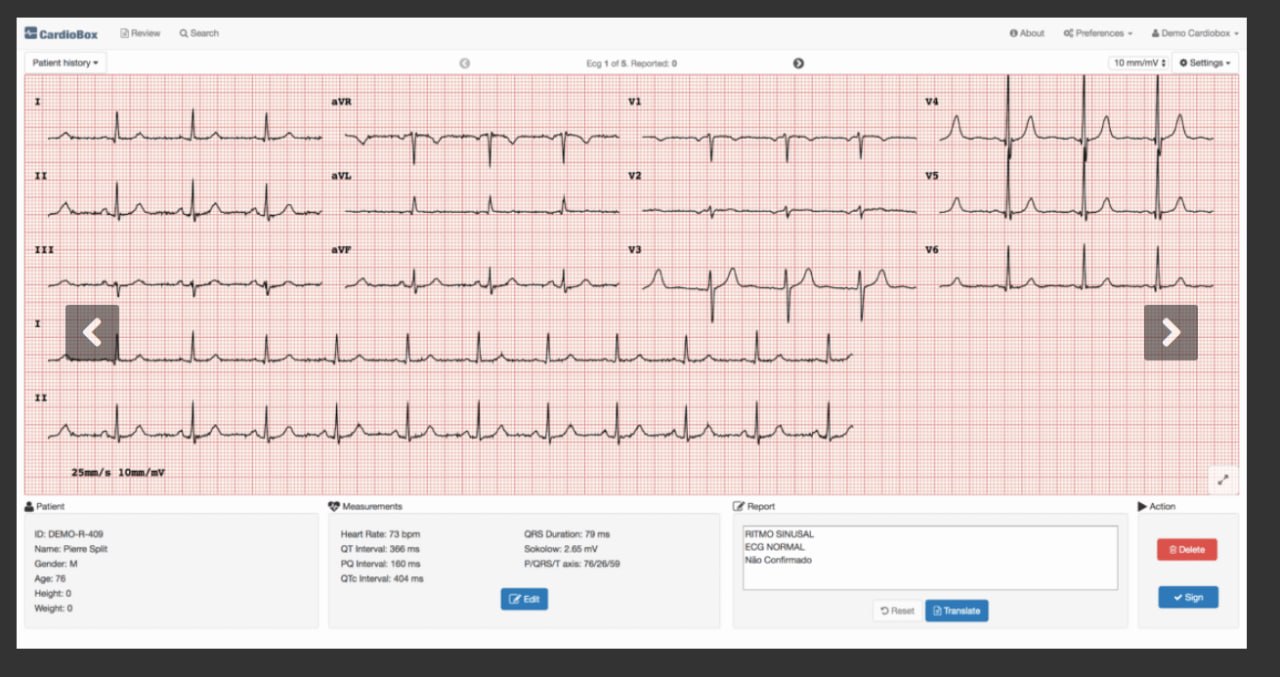 CardioBox Review Search About Preferences Demo Cardiobox
Patient history Ecg 1 of 5. Reported: 0 10 mm/mV Settings
I aVR V1 V4
II aVL V2 V5
III aVF V3 V6
I
II
25mm/s 10mm/mV
Patient
ID: DEMO-R-409
Name: Pierre Split
Gender: M
Age: 76
Height: 0
Weight: 0
Measurements
Heart Rate: 73 bpm QRS Duration: 79 ms
QT Interval: 366 ms Sokolow: 2.65 mV
PQ Interval: 160 ms P/QRS/T axis: 76/26/59
QTc Interval: 404 ms
Edit
Report
RITMO SINUSAL
ECG NORMAL
Não Confirmado
Reset Translate
Action
Delete
Sign